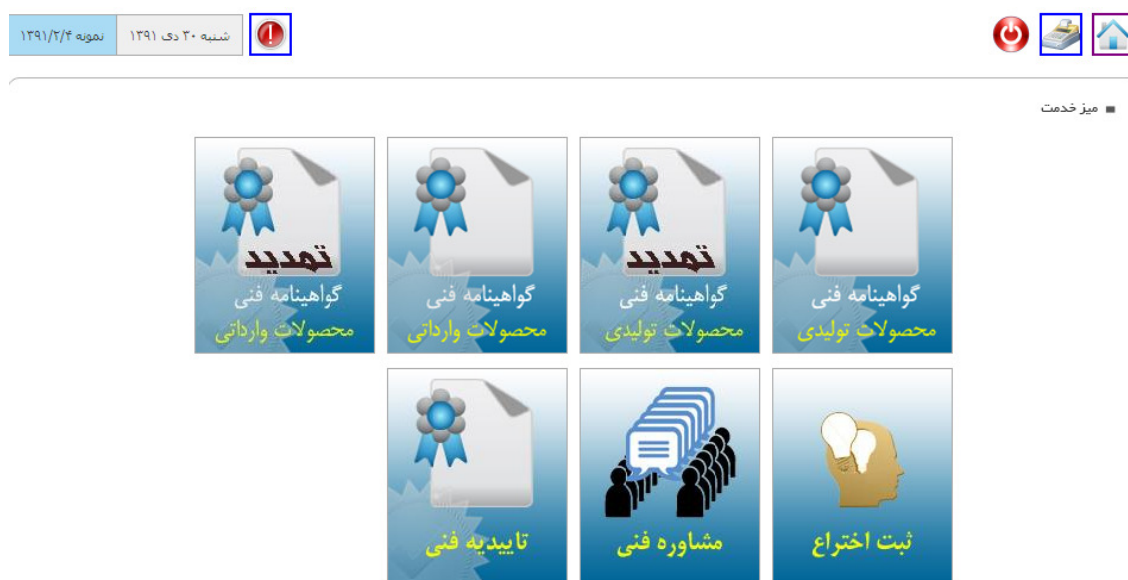 شنبه ۳۰ دی ۱۳۹۱
نمونه ۱۳۹۱/۲/۴
میز خدمت
گواهینامه فنی
محصولات تولیدی
تمدید
گواهینامه فنی
محصولات تولیدی
گواهینامه فنی
محصولات وارداتی
تمدید
گواهینامه فنی
محصولات وارداتی
ثبت اختراع
مشاوره فنی
تاییدیه فنی